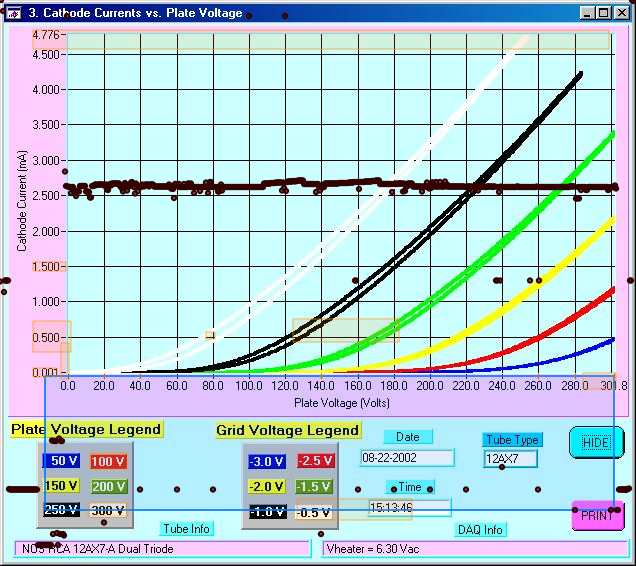 3. Cathode Currents vs. Plate Voltage
4.776
4.500
4.000
3.500
3.000
2.500
2.000
1.500
1.000
0.500
0.001
Cathode Current (mA)
0.0 20.0 40.0 60.0 80.0 100.0 120.0 140.0 160.0 180.0 200.0 220.0 240.0 260.0 280.0 301.8
Plate Voltage (Volts)
Plate Voltage Legend
50 V 100 V
150 V 200 V
250 V 300 V
Grid Voltage Legend
-3.0 V -2.5 V
-2.0 V -1.5 V
-1.0 V -0.5 V
Date
08-22-2002
Time
15:13:46
Tube Type
12AX7
HIDE
PRINT
Tube Info
NOS RCA 12AX7-A Dual Triode
DAQ Info
Vheater = 6.30 Vac